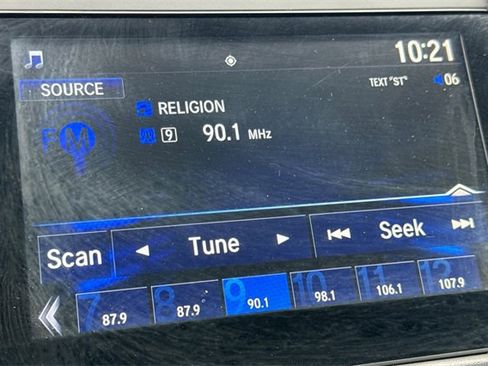 10:21
SOURCE
TEXT "ST"
06
RELIGION
FM
9 90.1 MHz
Scan
Tune
Seek
7 87.9
8 87.9
9 90.1
10 98.1
11 106.1
12 107.9